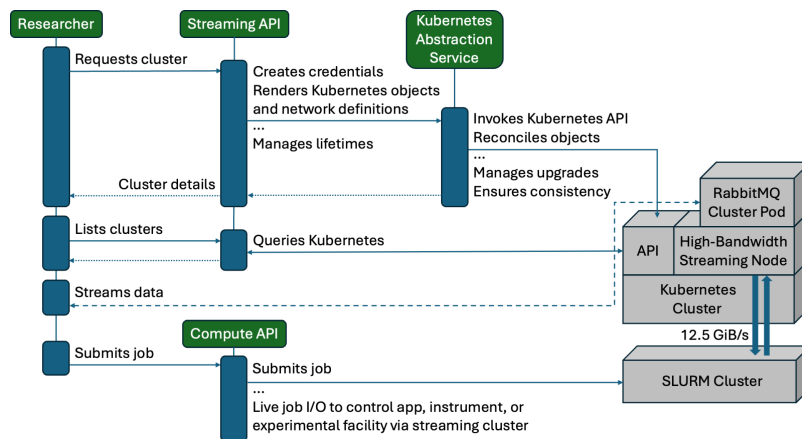 Researcher
Streaming API
Kubernetes
Abstraction
Service
Requests cluster
Creates credentials
Renders Kubernetes objects
and network definitions
...
Manages lifetimes
Invokes Kubernetes API
Reconciles objects
...
Manages upgrades
Ensures consistency
Cluster details
RabbitMQ
Cluster Pod
Lists clusters
Queries Kubernetes
API
High-Bandwidth
Streaming Node
Streams data
Kubernetes
Cluster
12.5 GiB/s
Compute API
Submits job
Submits job
...
Live job I/O to control app, instrument, or
experimental facility via streaming cluster
SLURM Cluster